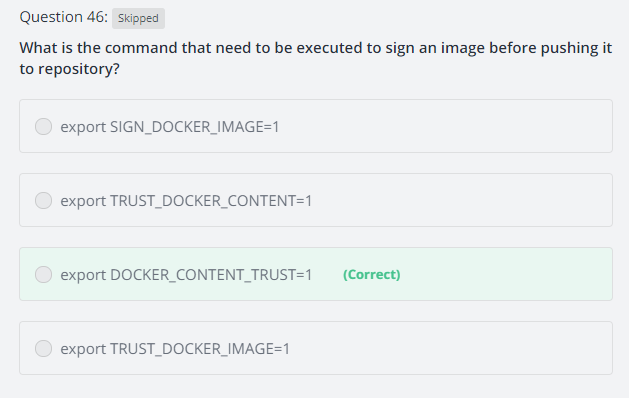 Question 46: Skipped
What is the command that need to be executed to sign an image before pushing it
to repository?
export SIGN_DOCKER_IMAGE=1
export TRUST_DOCKER_CONTENT=1
export DOCKER_CONTENT_TRUST=1 (Correct)
export TRUST_DOCKER_IMAGE=1